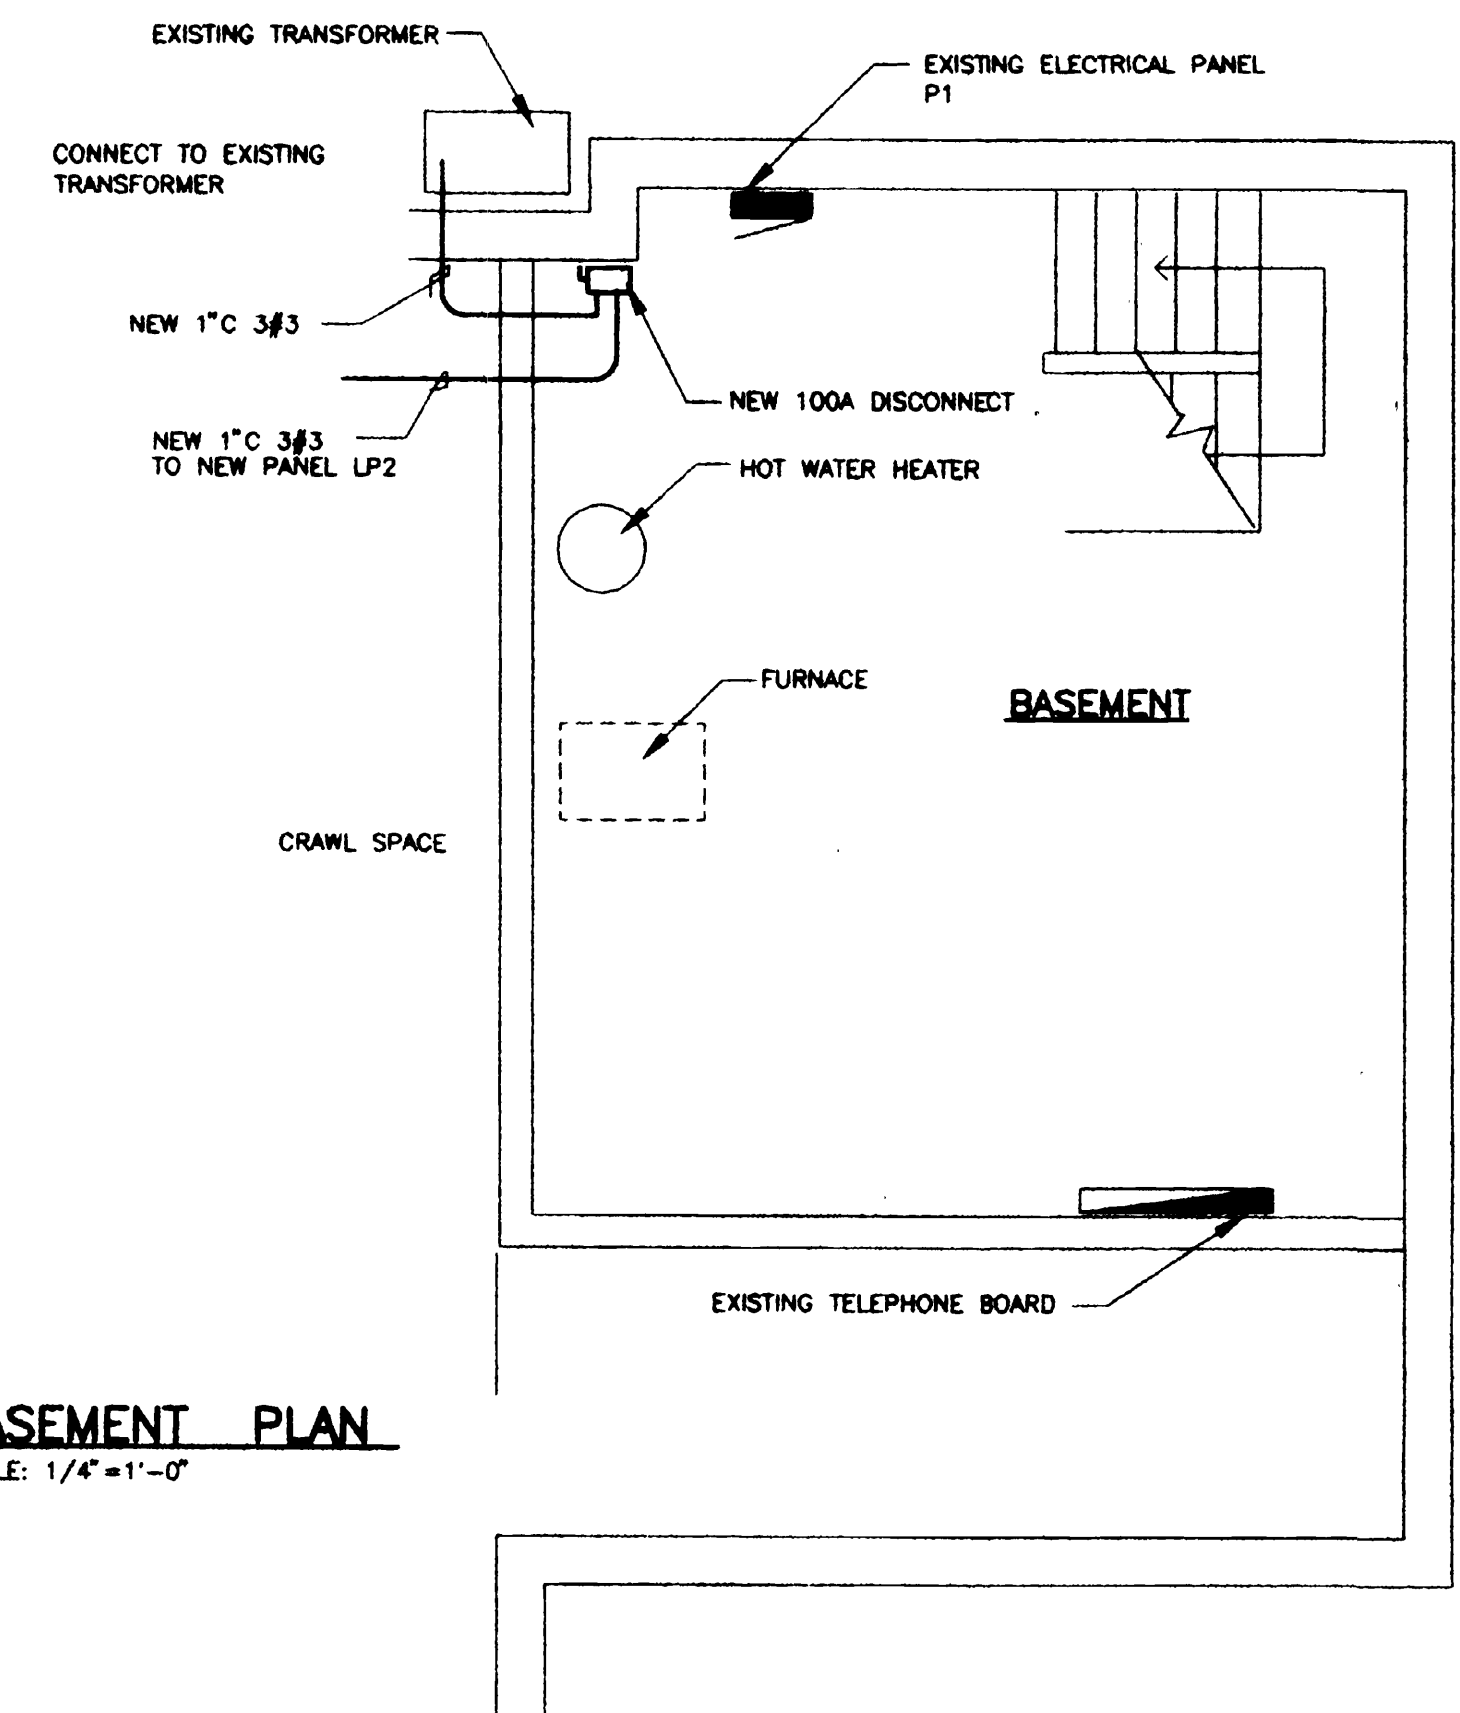 EXISTING TRANSFORMER
EXISTING ELECTRICAL PANEL
P1
CONNECT TO EXISTING
TRANSFORMER
NEW 1"C 3#3
NEW 100A DISCONNECT
NEW 1"C 3#3
TO NEW PANEL LP2
HOT WATER HEATER
FURNACE
BASEMENT
CRAWL SPACE
EXISTING TELEPHONE BOARD
ASEMENT PLAN
LE: 1/4"=1'-0"